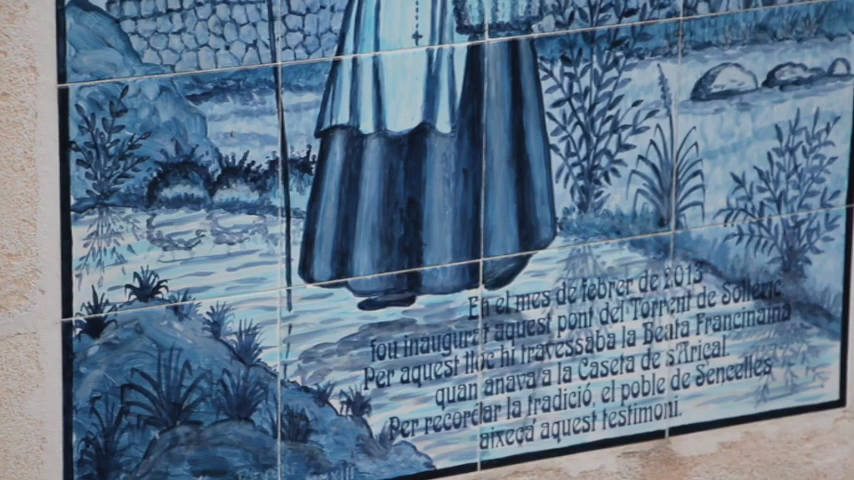 En el mes de febrer de 2013
fou inaugurat aquest pont del Torrent de Solleric
Per aquest lloc hi travessaba la Beata Francinaina
quan anava a la Caseta de s'Arical.
Per recordar la tradició, el poble de Sencelles
aixecà aquest testimoni.